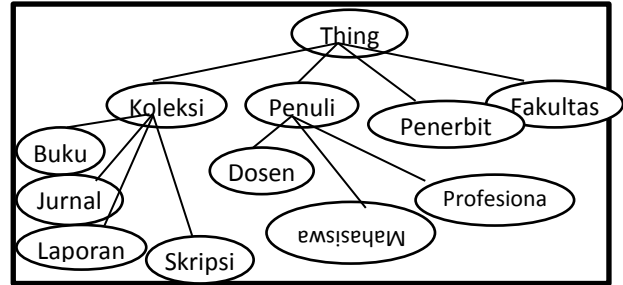 Thing
Koleksi
Penuli
Penerbit
Fakultas
Buku
Dosen
Jurnal
Profesiona
Laporan
Mahasiswa
Skripsi